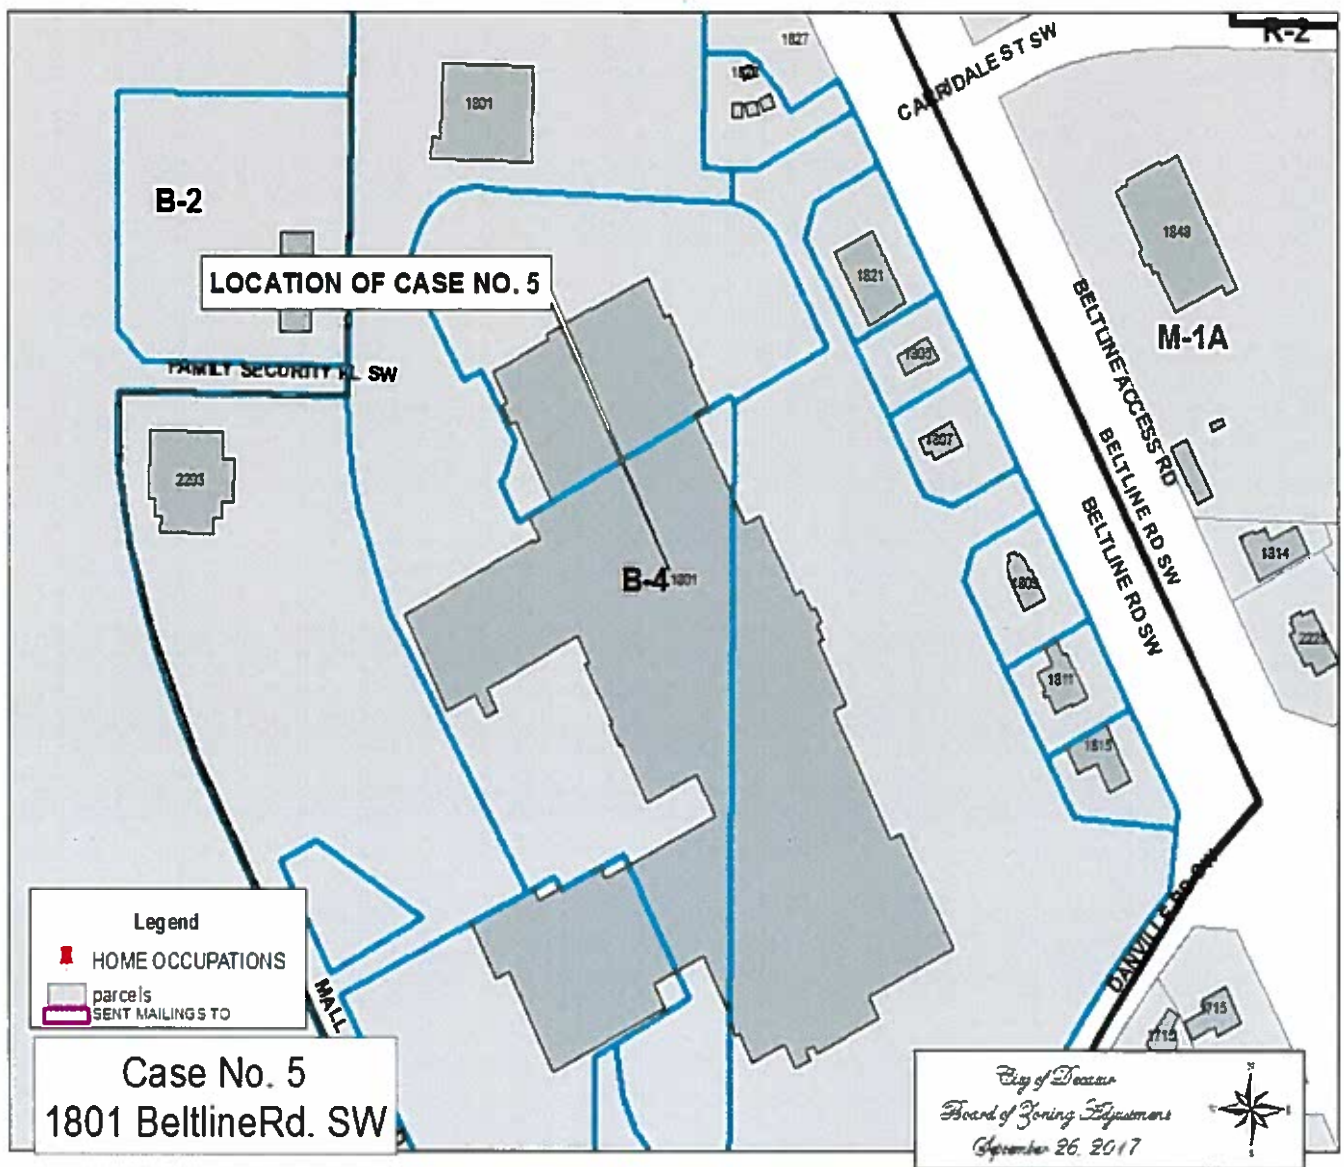 R-2
1827
CARRIDALE ST SW
1801
B-2
1848
1821
LOCATION OF CASE NO. 5
BELTLINE ACCESS RD
M-1A
FAMILY SECURITY PL SW
1807
BELTLINE RD SW
2203
BELTLINE RD SW
1814
B-4
1801
1809
2225
1811
1815
DANVILLE RD SW
Legend
HOME OCCUPATIONS
parcels
SENT MAILINGS TO
MALL
1715
Case No. 5
1801 BeltlineRd. SW
City of Decatur
Board of Zoning Adjustment
September 26, 2017